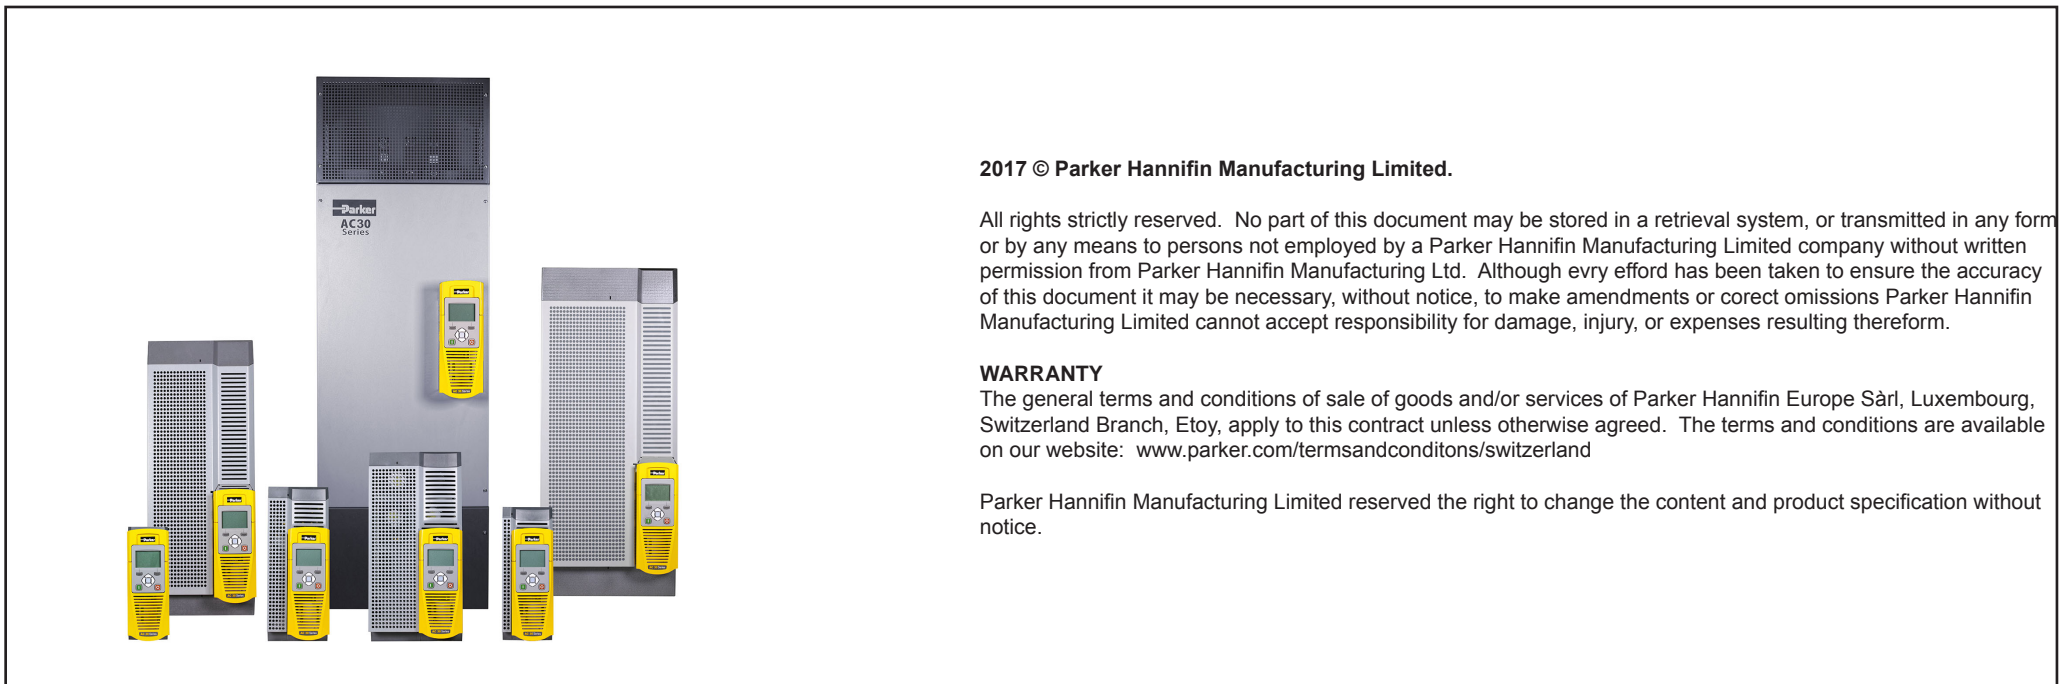 Parker
AC30
Series
2017 © Parker Hannifin Manufacturing Limited.
All rights strictly reserved.  No part of this document may be stored in a retrieval system, or transmitted in any form
or by any means to persons not employed by a Parker Hannifin Manufacturing Limited company without written
permission from Parker Hannifin Manufacturing Ltd.  Although evry efford has been taken to ensure the accuracy
of this document it may be necessary, without notice, to make amendments or corect omissions Parker Hannifin
Manufacturing Limited cannot accept responsibility for damage, injury, or expenses resulting thereform.
WARRANTY
The general terms and conditions of sale of goods and/or services of Parker Hannifin Europe Sàrl, Luxembourg,
Switzerland Branch, Etoy, apply to this contract unless otherwise agreed.  The terms and conditions are available
on our website:  www.parker.com/termsandconditons/switzerland
Parker Hannifin Manufacturing Limited reserved the right to change the content and product specification without
notice.